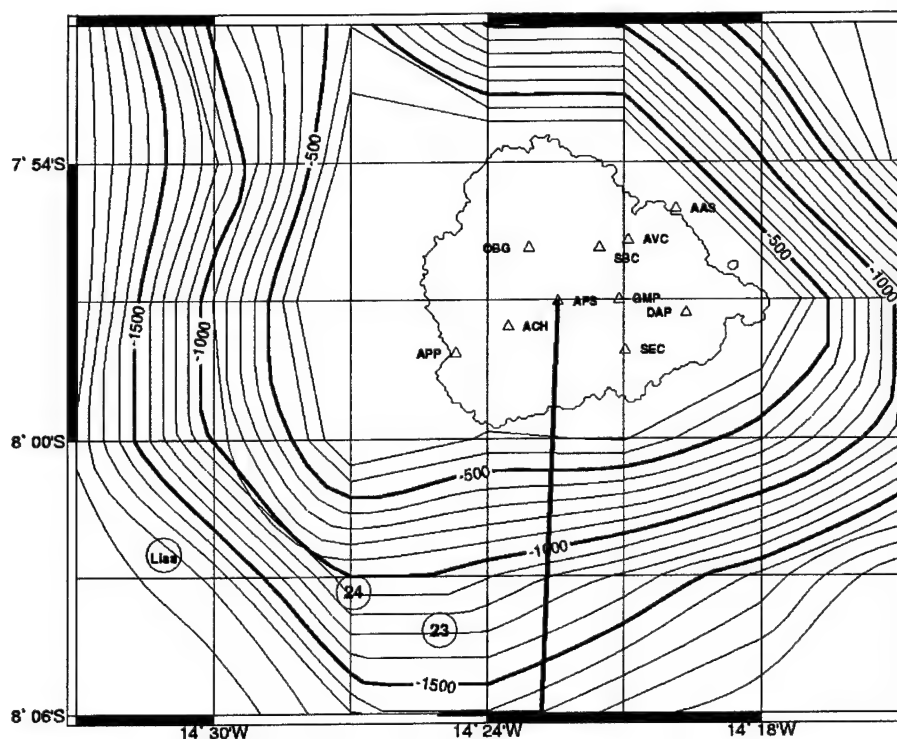 -500
7° 54'S
AAS
OBG
AVC
SBC
-500
-1000
APS
GMP
DAP
-1500
-1000
ACH
APP
SEC
8° 00'S
-500
-1000
Lisa
24
23
-1500
8° 06'S
14° 30'W
14° 24'W
14° 18'W